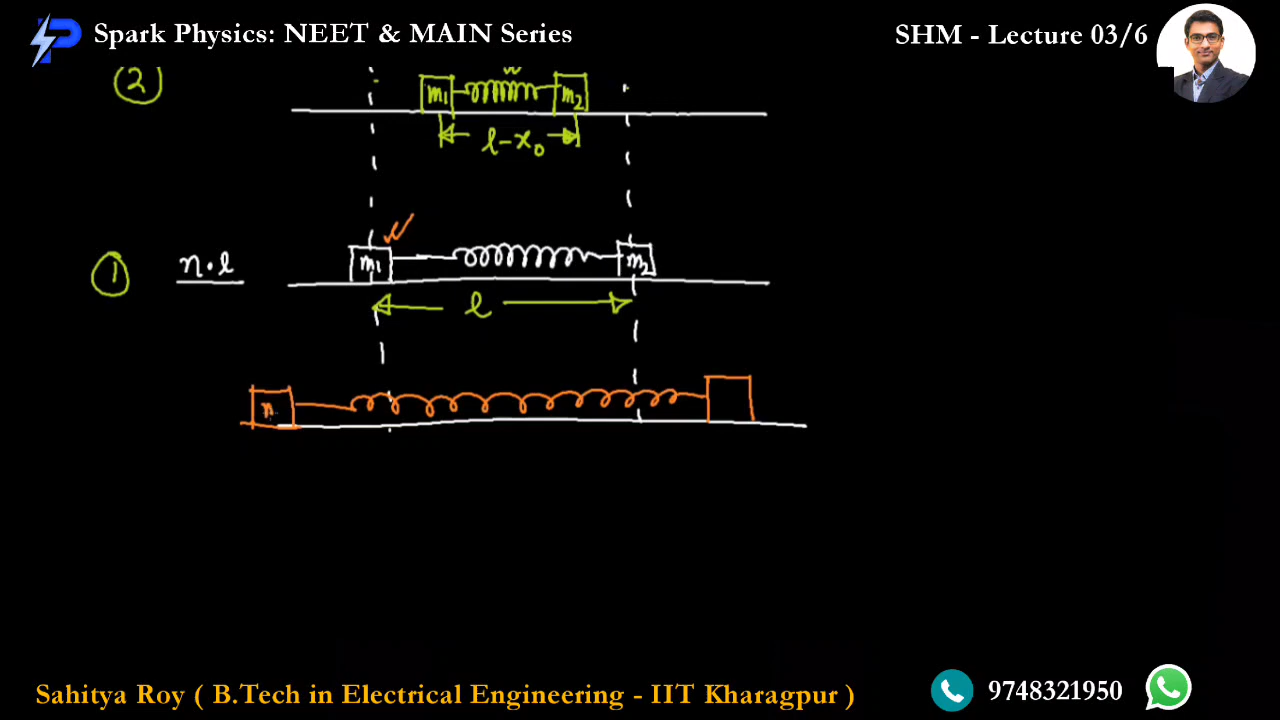 Spark Physics: NEET & MAIN Series
SHM - Lecture 03/6
②
m₁ m₂
l-x₀
① n.l
m₁ m₂
l
Sahitya Roy ( B.Tech in Electrical Engineering - IIT Kharagpur )
9748321950